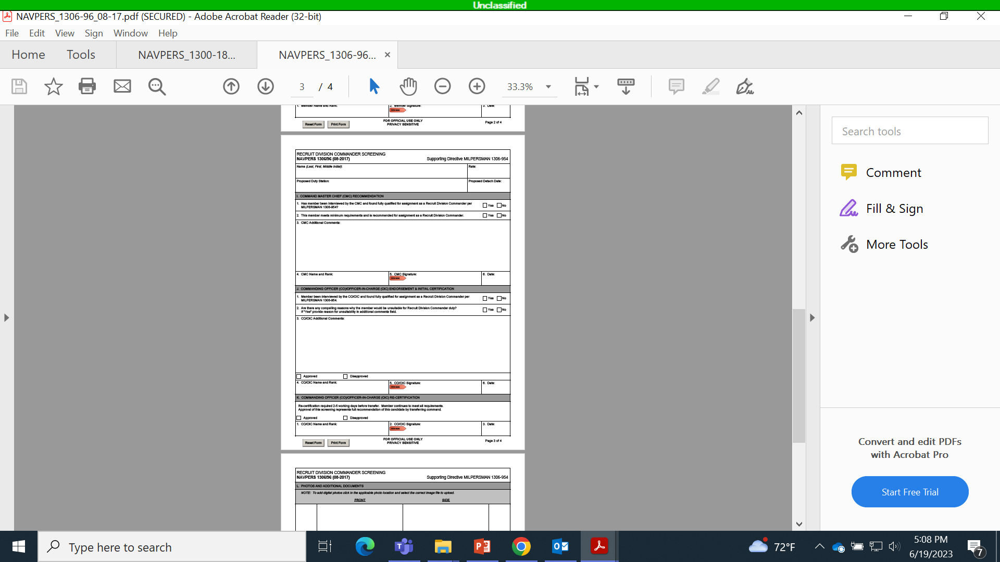 Unclassified
NAVPERS_1306-96_08-17.pdf (SECURED) - Adobe Acrobat Reader (32-bit)
File Edit View Sign Window Help
Home Tools NAVPERS_1300-18... NAVPERS_1306-96... ×
3 / 4 33.3%
1. Member Name and Rank: 2. Member Signature: 3. Date:
Reset Form Print Form
FOR OFFICIAL USE ONLY
PRIVACY SENSITIVE
Page 2 of 4
RECRUIT DIVISION COMMANDER SCREENING
NAVPERS 1306/96 (08-2017) Supporting Directive MILPERSMAN 1306-954
Name (Last, First, Middle Initial): Rate:
Proposed Duty Station: Proposed Detach Date:
I. COMMAND MASTER CHIEF (CMC) RECOMMENDATION
1. Has member been interviewed by the CMC and found fully qualified for assignment as a Recruit Division Commander per
MILPERSMAN 1306-954? Yes No
2. This member meets minimum requirements and is recommended for assignment as a Recruit Division Commander. Yes No
3. CMC Additional Comments:
4. CMC Name and Rank: 5. CMC Signature: 6. Date:
J. COMMANDING OFFICER (CO)/OFFICER-IN-CHARGE (OIC) ENDORSEMENT & INITIAL CERTIFICATION
1. Member been interviewed by the CO/OIC and found fully qualified for assignment as a Recruit Division Commander per
MILPERSMAN 1306-954. Yes No
2. Are there any compelling reasons why the member would be unsuitable for Recruit Division Commander duty?
If "Yes" provide reason for unsuitability in additional comments field. Yes No
3. CO/OIC Additional Comments:
Approved Disapproved
4. CO/OIC Name and Rank: 5. CO/OIC Signature: 6. Date:
K. COMMANDING OFFICER (CO)/OFFICER-IN-CHARGE (OIC) RE-CERTIFICATION
Re-certification required 2-5 working days before transfer. Member continues to meet all requirements.
Approval of this screening represents full recommendation of this candidate by transferring command.
Approved Disapproved
1. CO/OIC Name and Rank: 2. CO/OIC Signature: 3. Date:
Reset Form Print Form
FOR OFFICIAL USE ONLY
PRIVACY SENSITIVE
Page 3 of 4
RECRUIT DIVISION COMMANDER SCREENING
NAVPERS 1306/96 (08-2017) Supporting Directive MILPERSMAN 1306-954
L. PHOTOS AND ADDITIONAL DOCUMENTS
NOTE: To add digital photos click in the applicable photo location and select the correct image file to upload.
FRONT SIDE
Search tools
Comment
Fill & Sign
More Tools
Convert and edit PDFs
with Acrobat Pro
Start Free Trial
Type here to search
72°F
5:08 PM
6/19/2023
7